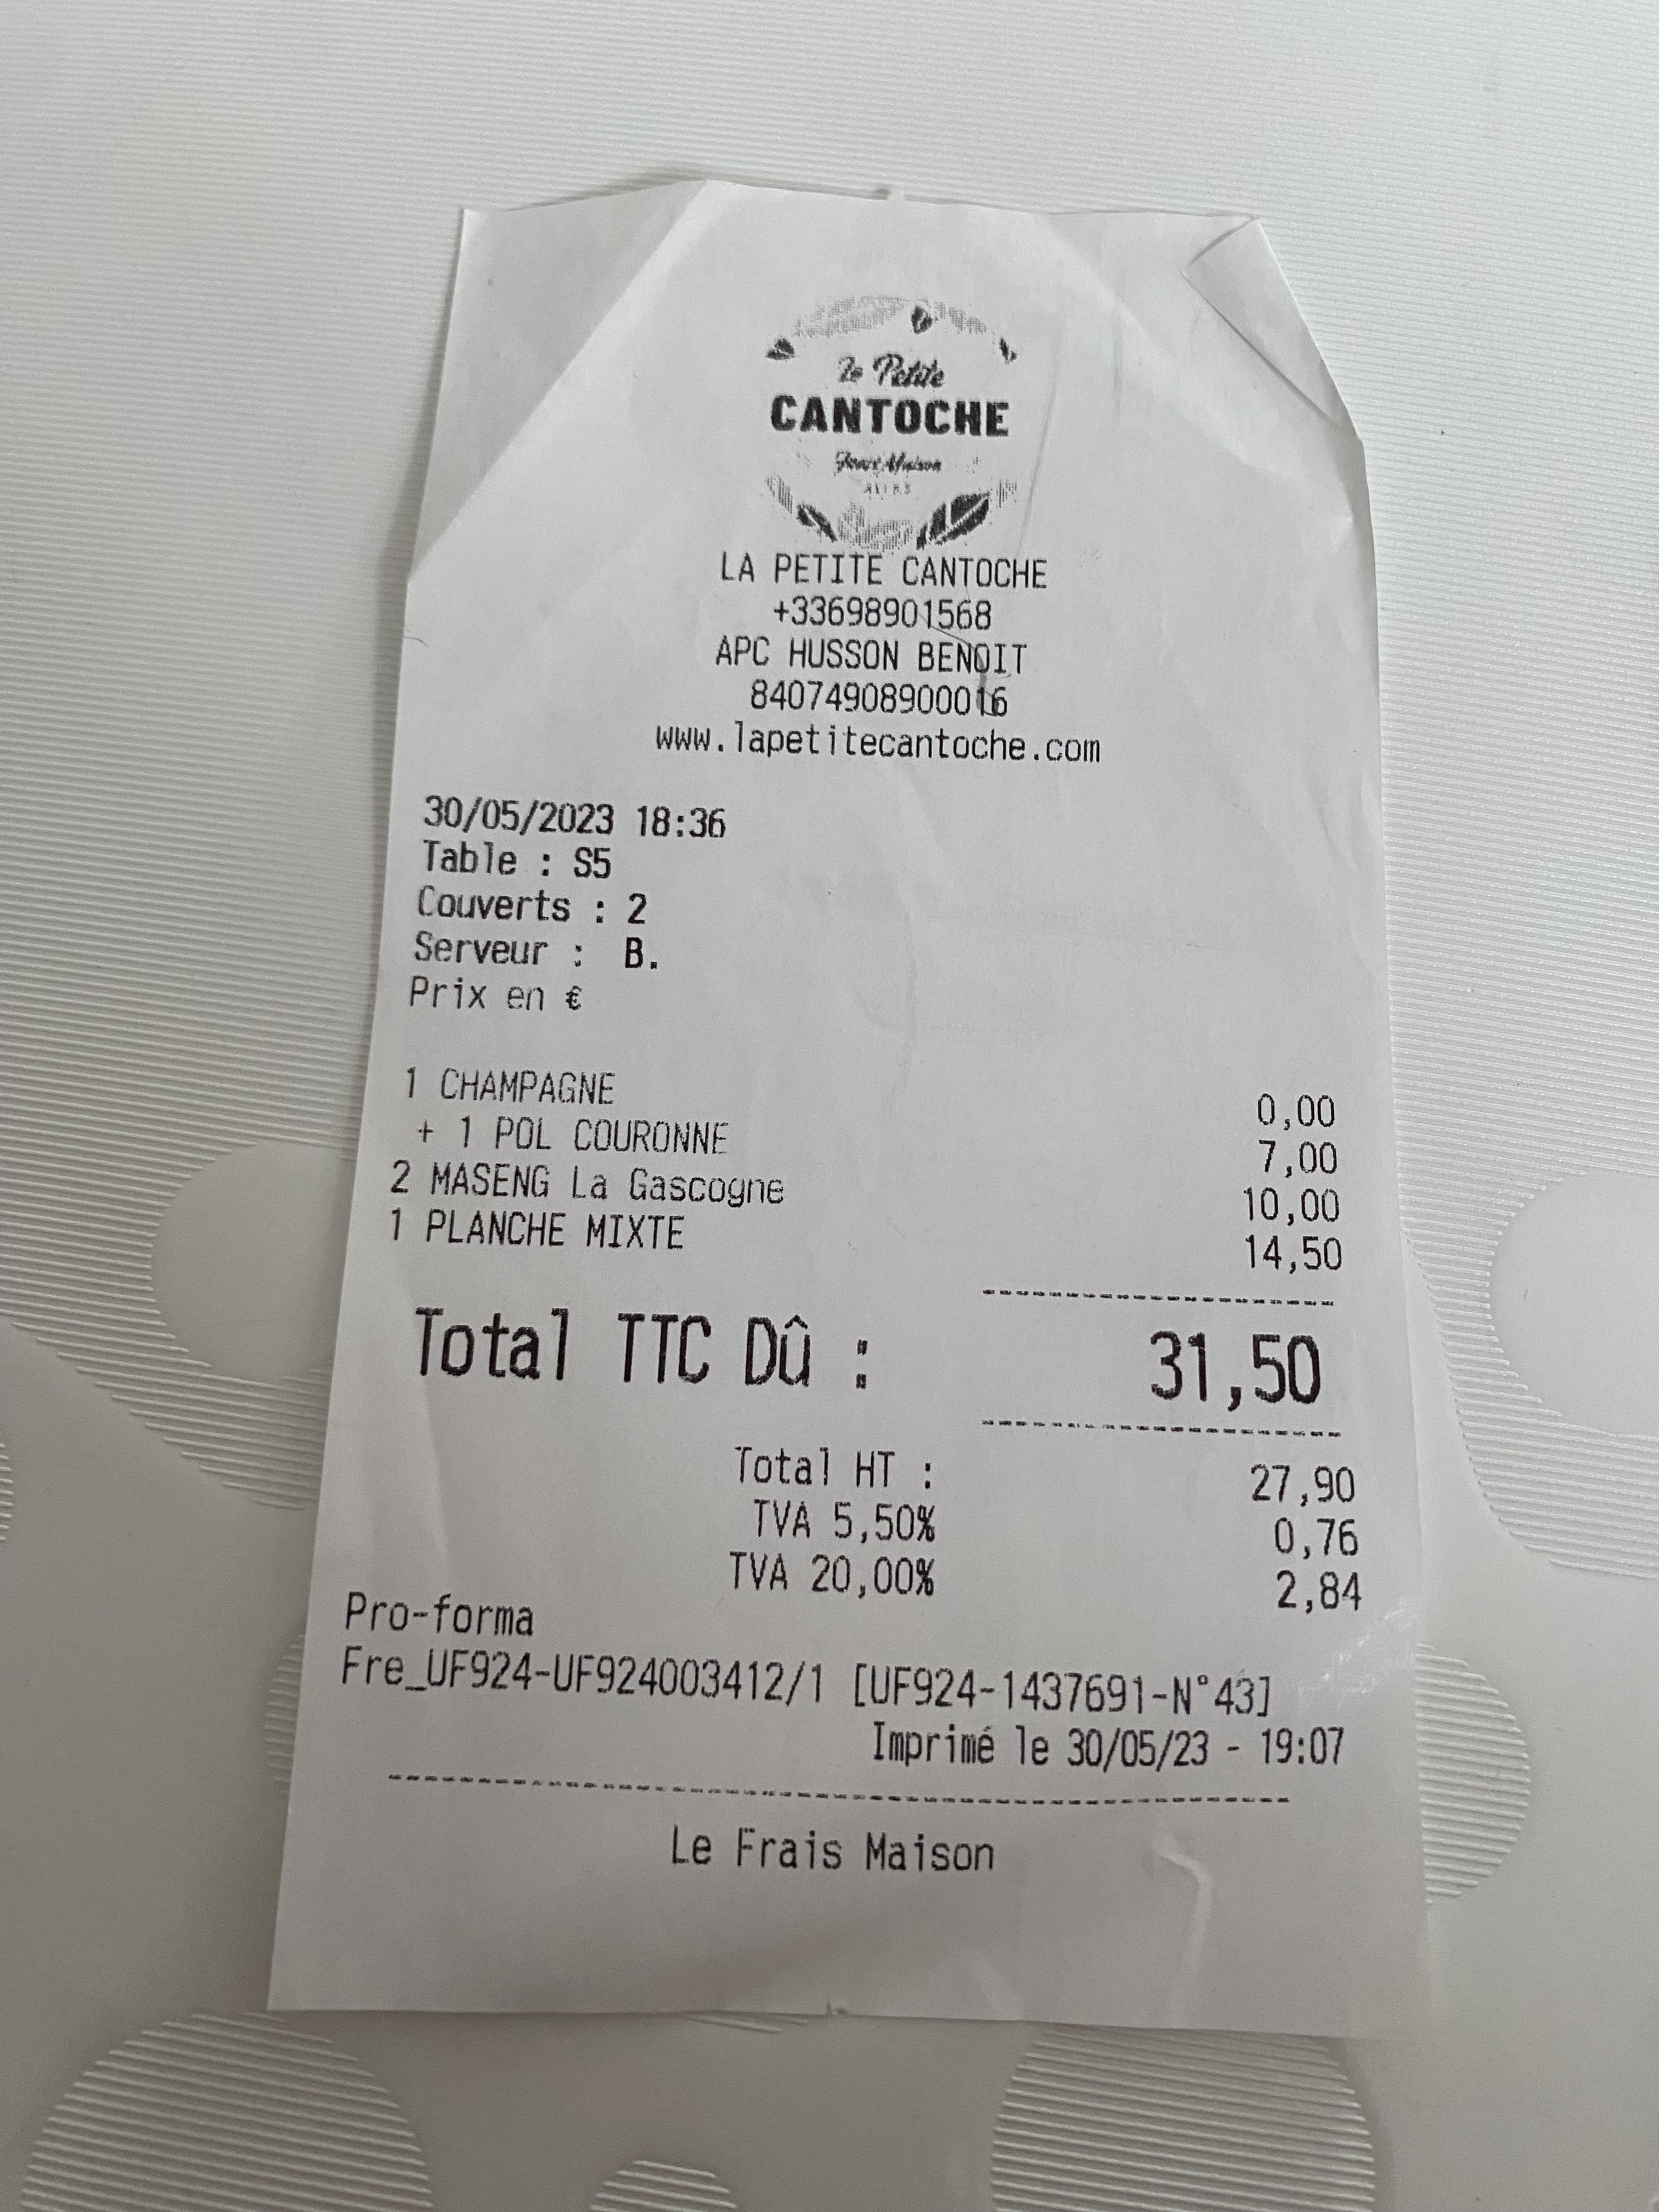 La Petite
CANTOCHE
Frais Maison
LA PETITE CANTOCHE
+33698901568
APC HUSSON BENOIT
84074908900016
www.lapetitecantoche.com
30/05/2023 18:36
Table : S5
Couverts : 2
Serveur : B.
Prix en €
1 CHAMPAGNE 0,00
+ 1 POL COURONNE 7,00
2 MASENG La Gascogne 10,00
1 PLANCHE MIXTE 14,50
Total TTC Dû : 31,50
Total HT : 27,90
TVA 5,50% 0,76
TVA 20,00% 2,84
Pro-forma
Fre_UF924-UF924003412/1 [UF924-1437691-N°43]
Imprimé le 30/05/23 - 19:07
Le Frais Maison